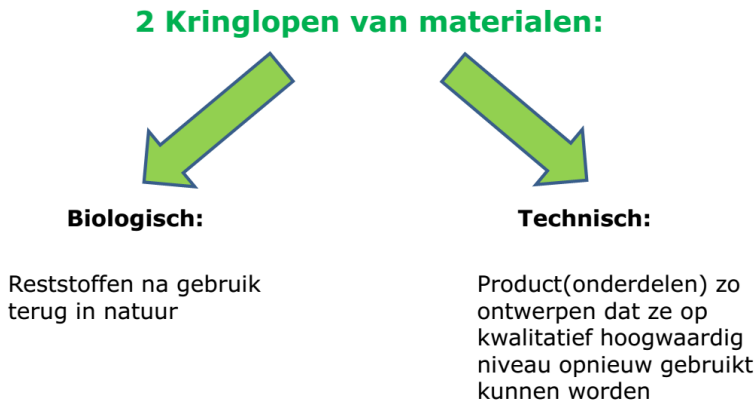 2 Kringlopen van materialen:
Biologisch:
Technisch:
Reststoffen na gebruik
terug in natuur
Product(onderdelen) zo
ontwerpen dat ze op
kwalitatief hoogwaardig
niveau opnieuw gebruikt
kunnen worden